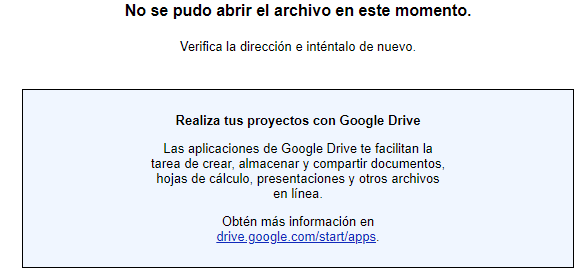 No se pudo abrir el archivo en este momento.
Verifica la dirección e inténtalo de nuevo.
Realiza tus proyectos con Google Drive
Las aplicaciones de Google Drive te facilitan la
tarea de crear, almacenar y compartir documentos,
hojas de cálculo, presentaciones y otros archivos
en línea.
Obtén más información en
drive.google.com/start/apps.